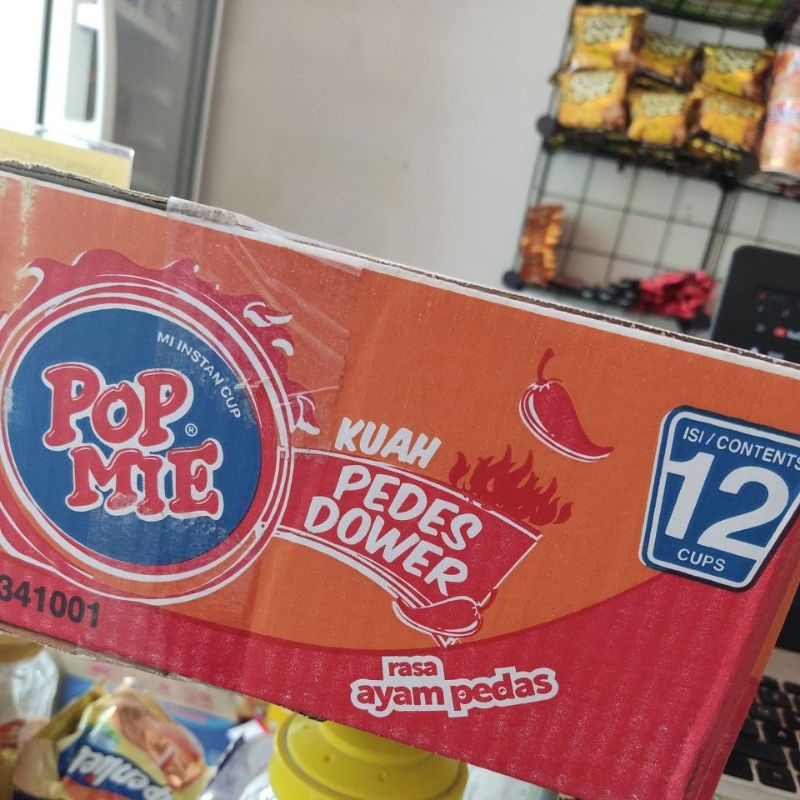 MI INSTAN CUP
POP
MIE®
KUAH
PEDES
DOWER
rasa
ayam pedas
ISI / CONTENTS
12
CUPS
341001